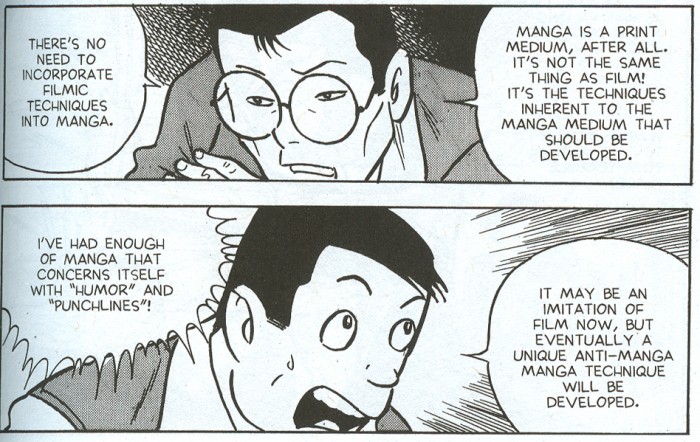 THERE'S NO
NEED TO
INCORPORATE
FILMIC
TECHNIQUES
INTO MANGA.
MANGA IS A PRINT
MEDIUM, AFTER ALL.
IT'S NOT THE SAME
THING AS FILM!
IT'S THE TECHNIQUES
INHERENT TO THE
MANGA MEDIUM THAT
SHOULD BE
DEVELOPED.
I'VE HAD ENOUGH
OF MANGA THAT
CONCERNS ITSELF
WITH "HUMOR" AND
"PUNCHLINES"!
IT MAY BE AN
IMITATION OF
FILM NOW, BUT
EVENTUALLY A
UNIQUE ANTI-MANGA
MANGA TECHNIQUE
WILL BE
DEVELOPED.